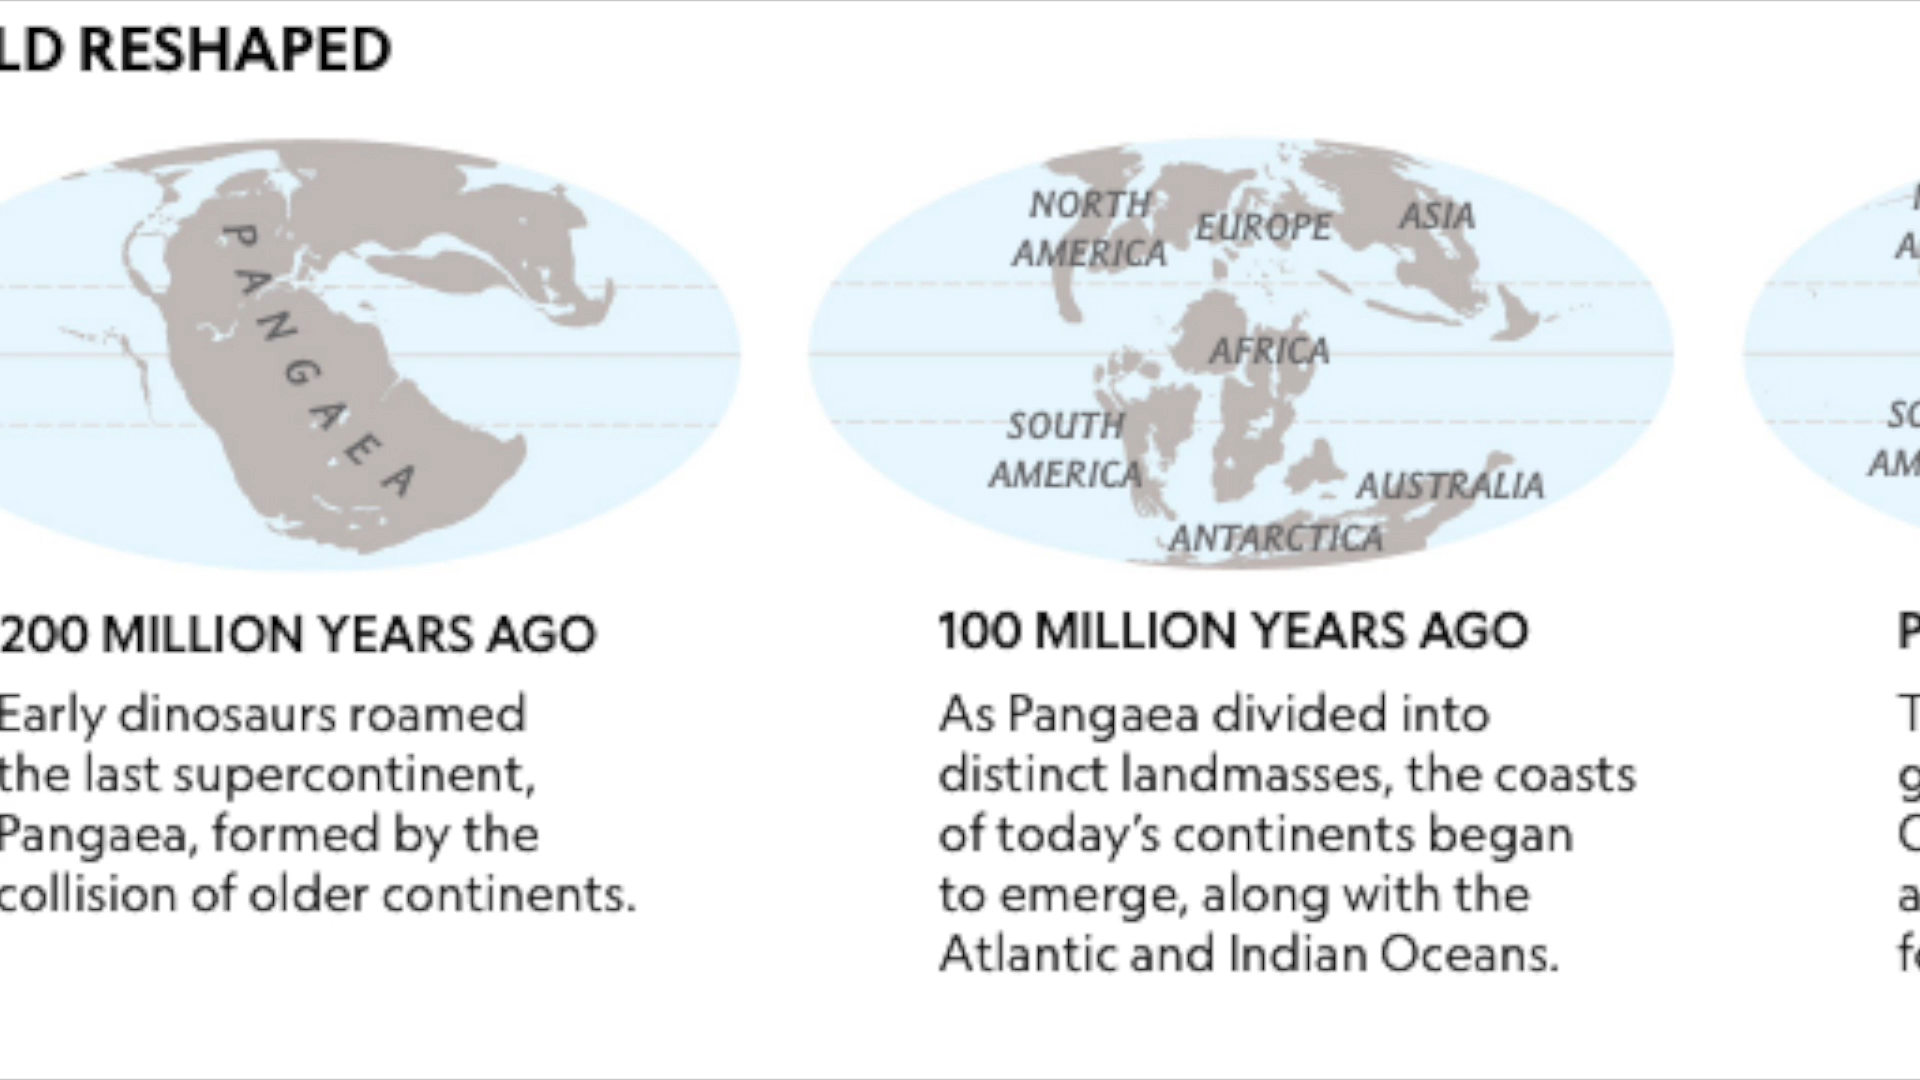 LD RESHAPED
PANGAEA
NORTH
AMERICA
EUROPE
ASIA
AFRICA
SOUTH
AMERICA
AUSTRALIA
ANTARCTICA
SO
AM
200 MILLION YEARS AGO
Early dinosaurs roamed
the last supercontinent,
Pangaea, formed by the
collision of older continents.
100 MILLION YEARS AGO
As Pangaea divided into
distinct landmasses, the coasts
of today's continents began
to emerge, along with the
Atlantic and Indian Oceans.